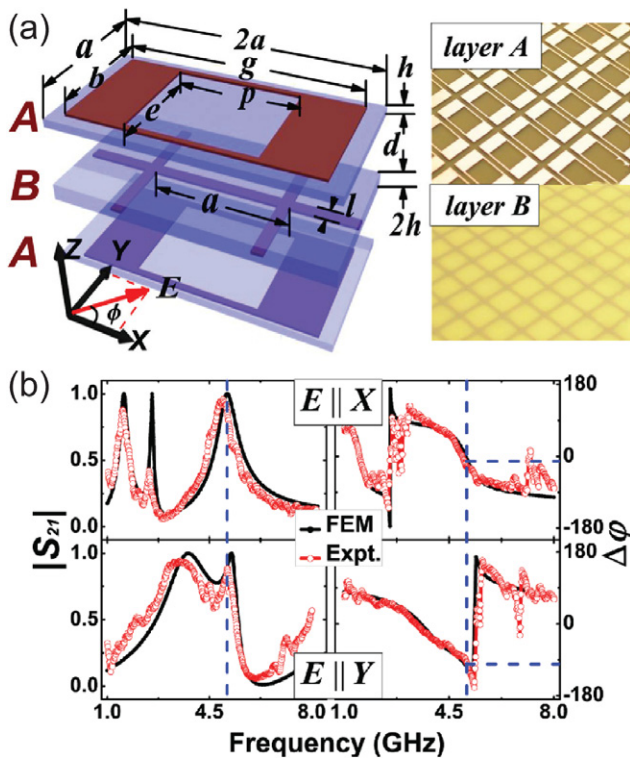 (a)
a
2a
b
g
h
e
p
d
A
B
A
a
l
2h
Z
Y
X
E
ϕ
layer A
layer B
(b)
|S21|
1.0
0.5
0.0
1.0
0.5
0.0
E || X
FEM
Expt.
E || Y
180
0
-180
180
0
-180
Δφ
1.0 4.5 8.0 1.0 4.5 8.0
Frequency (GHz)